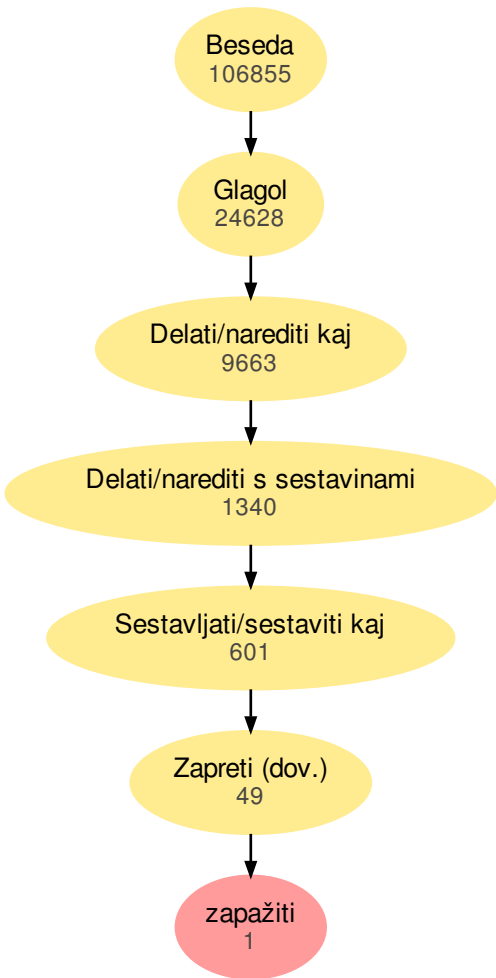 Beseda
106855
Glagol
24628
Delati/narediti kaj
9663
Delati/narediti s sestavinami
1340
Sestavljati/sestaviti kaj
601
Zapreti (dov.)
49
zapažiti
1